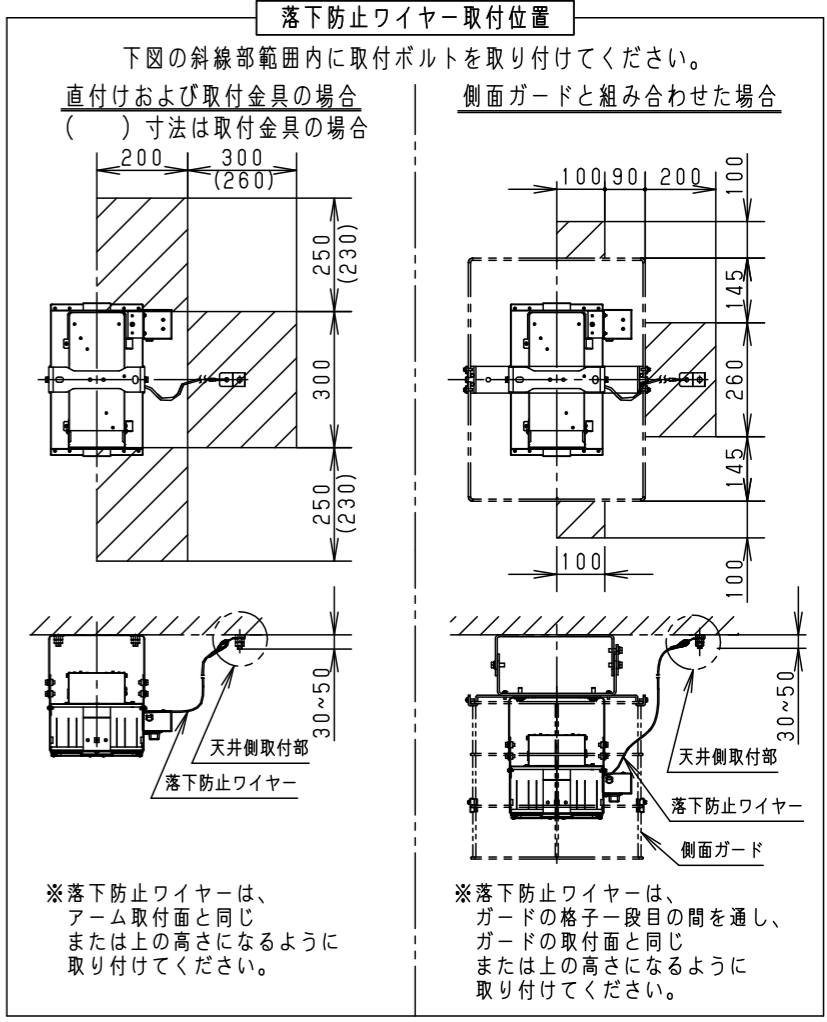 落下防止ワイヤー取付位置
下図の斜線部範囲内に取付ボルトを取り付けてください。
直付けおよび取付金具の場合
(　　)寸法は取付金具の場合
200
300
(260)
250
(230)
300
250
(230)
30~50
天井側取付部
落下防止ワイヤー
※落下防止ワイヤーは、
アーム取付面と同じ
または上の高さになるように
取り付けてください。
側面ガードと組み合わせた場合
100
90
200
100
145
260
145
100
100
30~50
天井側取付部
落下防止ワイヤー
側面ガード
※落下防止ワイヤーは、
ガードの格子一段目の間を通し、
ガードの取付面と同じ
または上の高さになるように
取り付けてください。